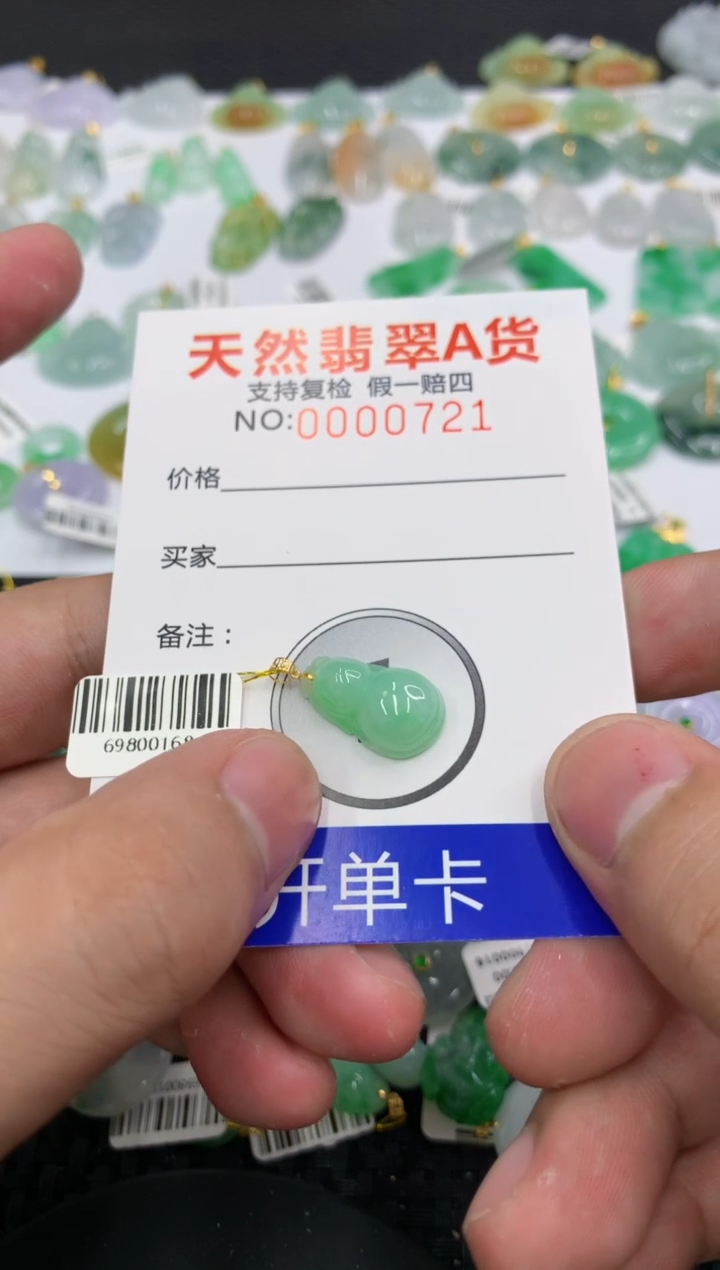 天然翡翠A货
支持复检 假一赔四
NO:0000721
价格
买家
备注：
69800168
开单卡